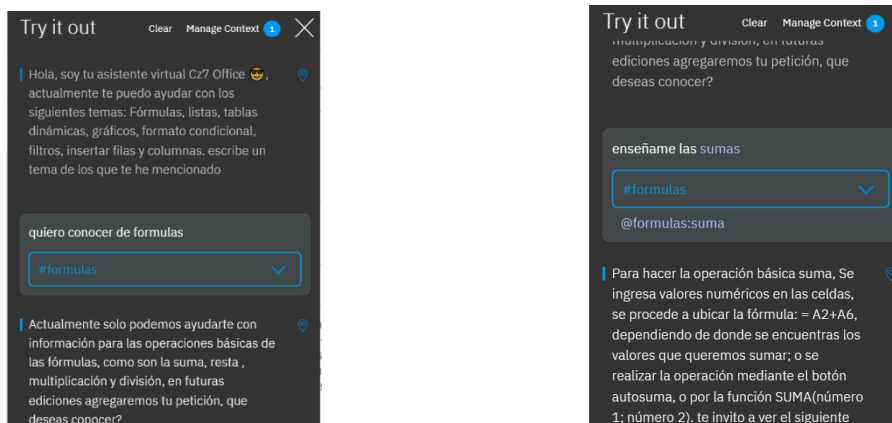 Try it out Clear Manage Context 1
Hola, soy tu asistente virtual Cz7 Office 😎,
actualmente te puedo ayudar con los
siguientes temas: Fórmulas, listas, tablas
dinámicas, gráficos, formato condicional,
filtros, insertar filas y columnas. escribe un
tema de los que te he mencionado
quiero conocer de formulas
#formulas
Actualmente solo podemos ayudarte con
información para las operaciones básicas de
las fórmulas, como son la suma, resta ,
multiplicación y división, en futuras
ediciones agregaremos tu petición, que
deseas conocer?
Try it out Clear Manage Context 1
multiplicación y división, en futuras
ediciones agregaremos tu petición, que
deseas conocer?
enseñame las sumas
#formulas
@formulas:suma
Para hacer la operación básica suma, Se
ingresa valores numéricos en las celdas,
se procede a ubicar la fórmula: = A2+A6,
dependiendo de donde se encuentras los
valores que queremos sumar; o se
realizar la operación mediante el botón
autosuma, o por la función SUMA(número
1; número 2). te invito a ver el siguiente